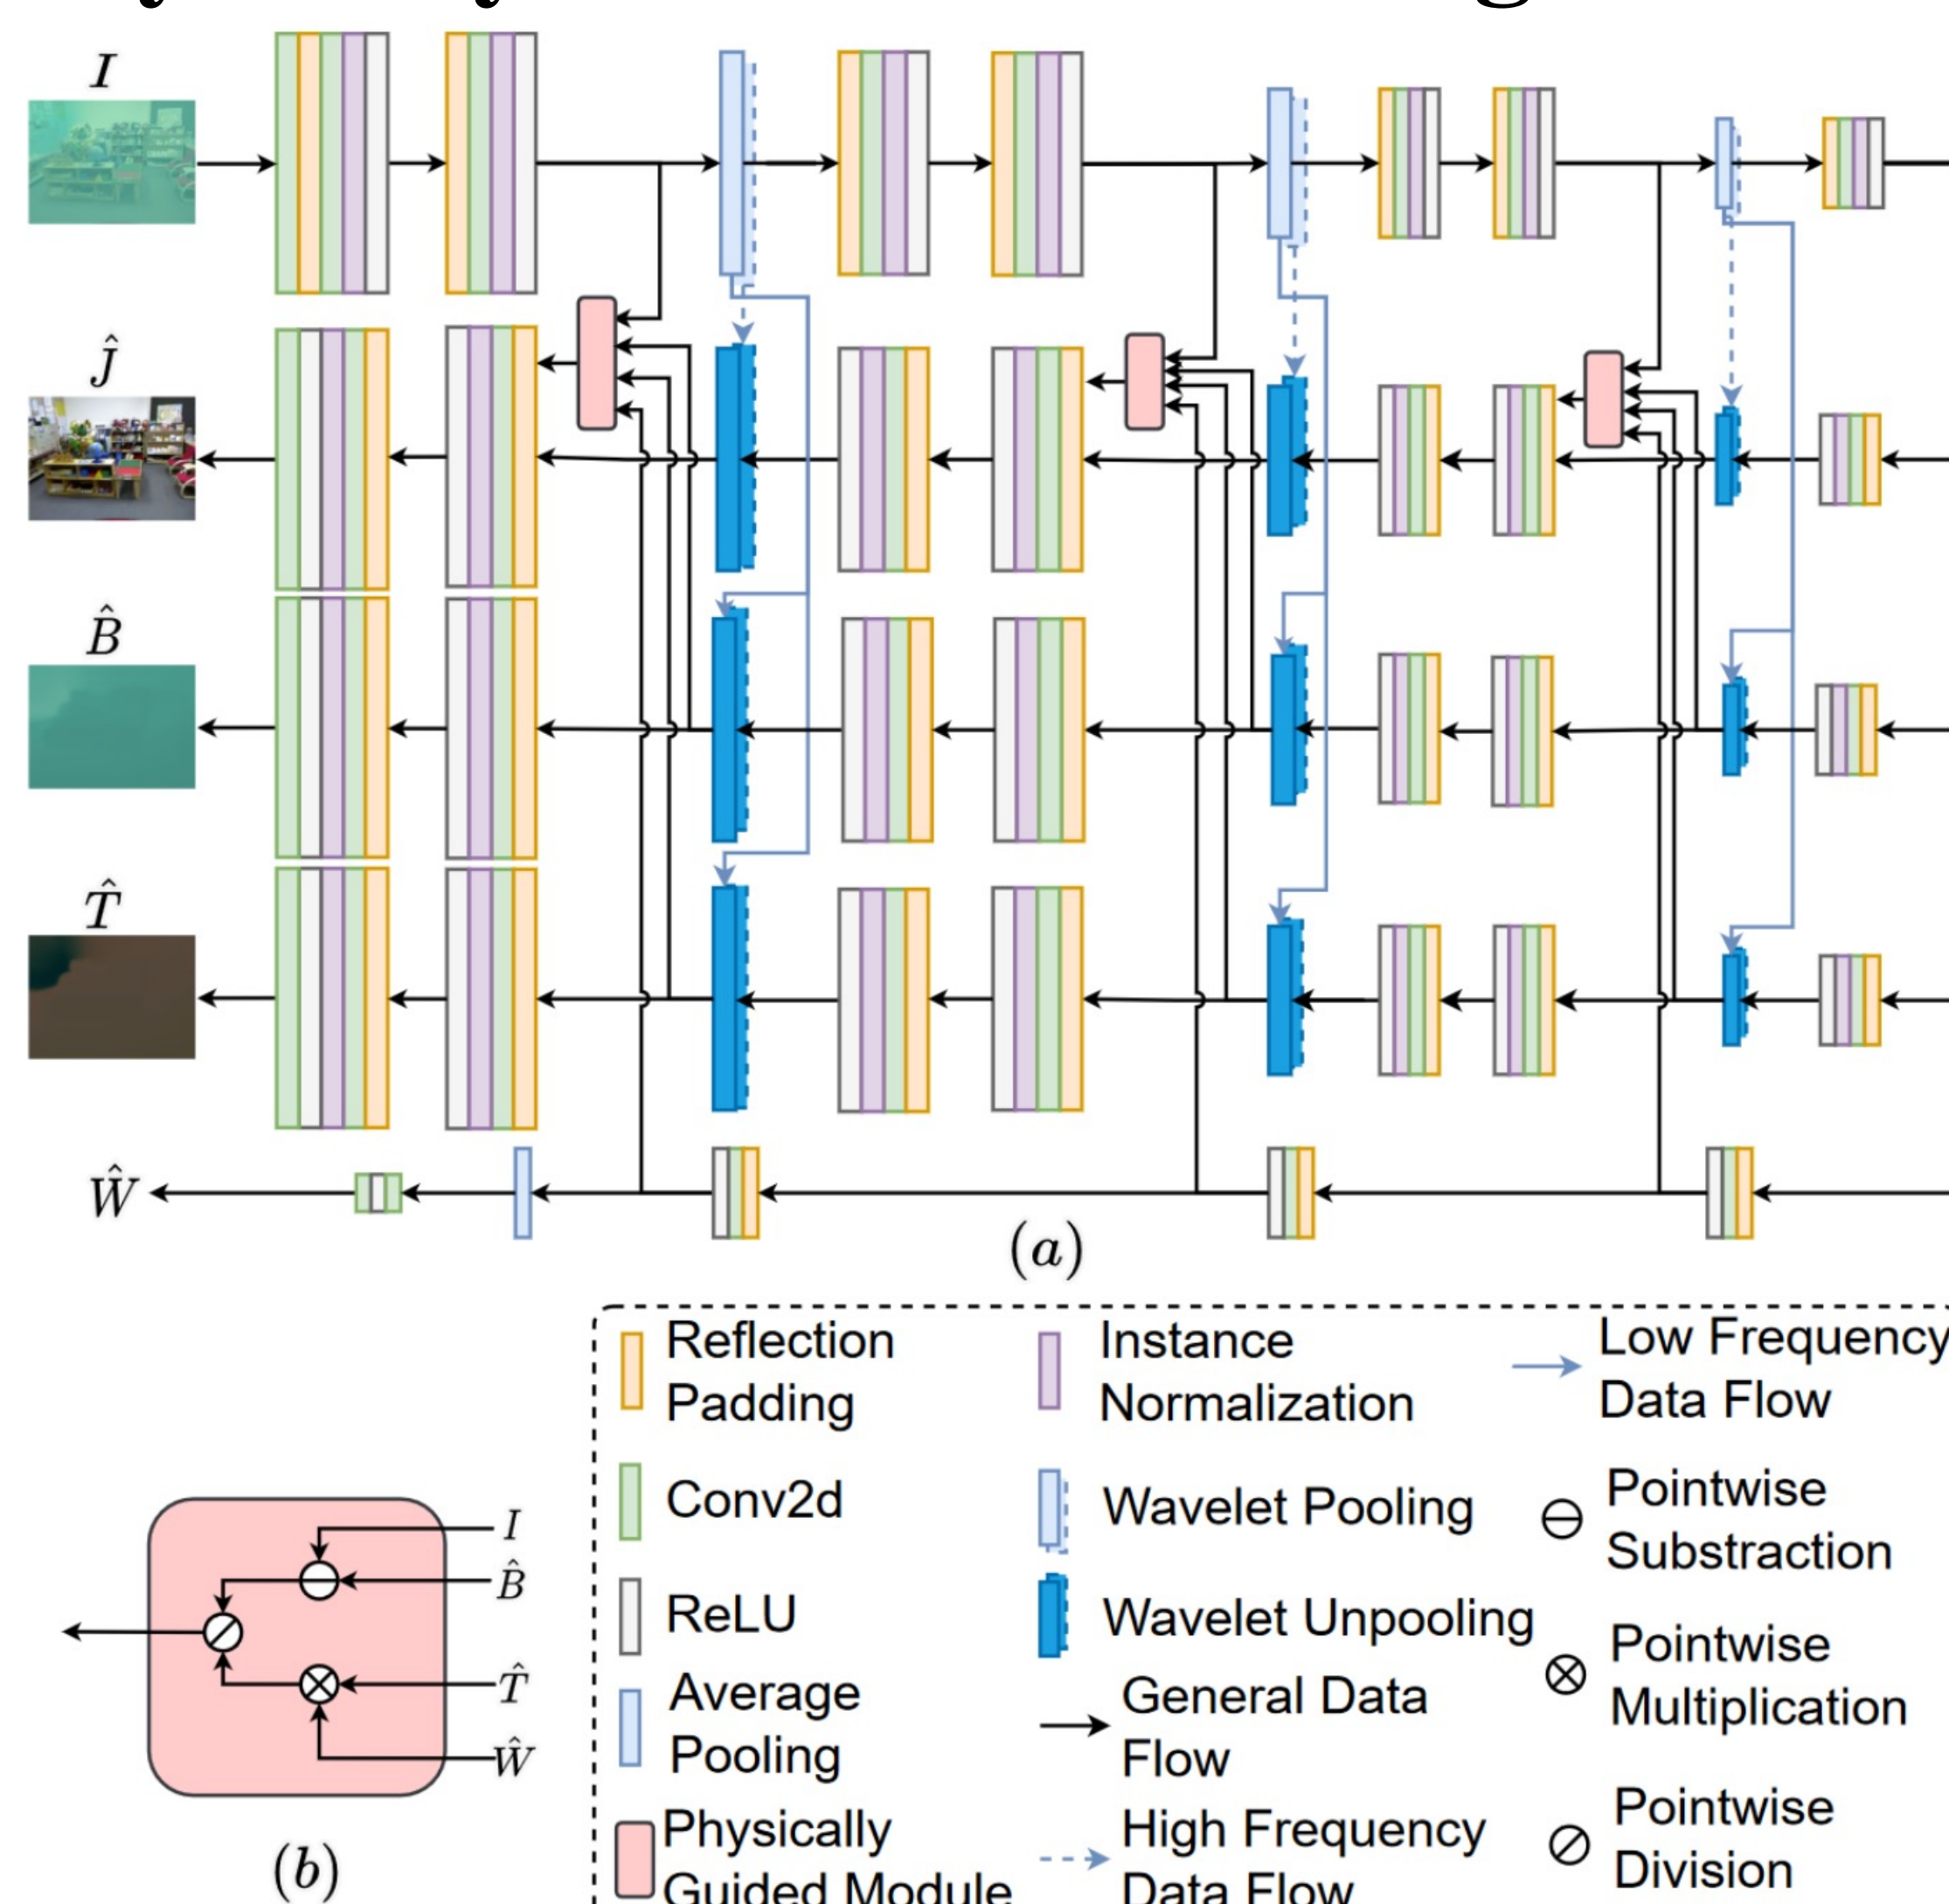 I
Ĵ
B̂
T̂
Ŵ
(a)
Reflection
Padding
Instance
Normalization
Low Frequency
Data Flow
Conv2d
Wavelet Pooling
Pointwise
Substraction
ReLU
Wavelet Unpooling
Pointwise
Multiplication
Average
Pooling
General Data
Flow
Physically
Guided Module
High Frequency
Data Flow
Pointwise
Division
I
B̂
T̂
Ŵ
(b)